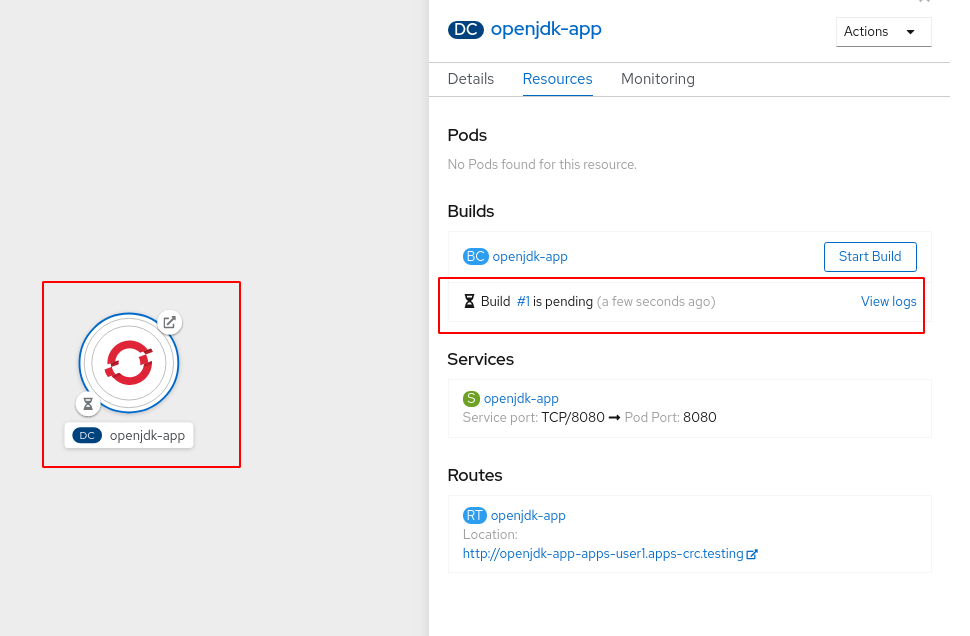 DC openjdk-app
Actions
Details Resources Monitoring
Pods
No Pods found for this resource.
Builds
BC openjdk-app Start Build
Build #1 is pending (a few seconds ago) View logs
Services
S openjdk-app
Service port: TCP/8080 ➞ Pod Port: 8080
Routes
RT openjdk-app
Location:
http://openjdk-app-apps-user1.apps-crc.testing
DC openjdk-app